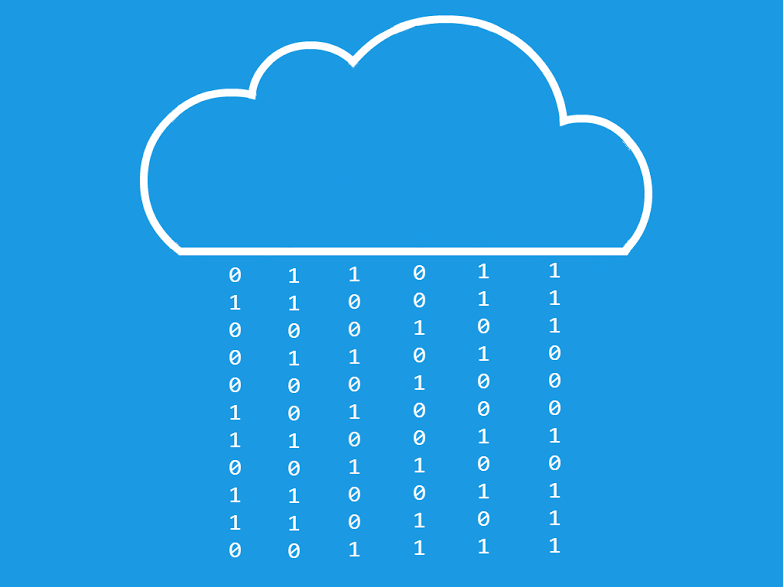 0 1 1 0 1 1
1 1 0 0 1 1
0 0 0 1 0 1
0 1 1 0 1 0
0 0 0 1 0 0
1 0 1 0 0 0
1 1 0 0 1 1
0 0 1 1 0 0
1 1 0 0 1 1
1 1 0 1 0 1
0 0 1 1 1 1